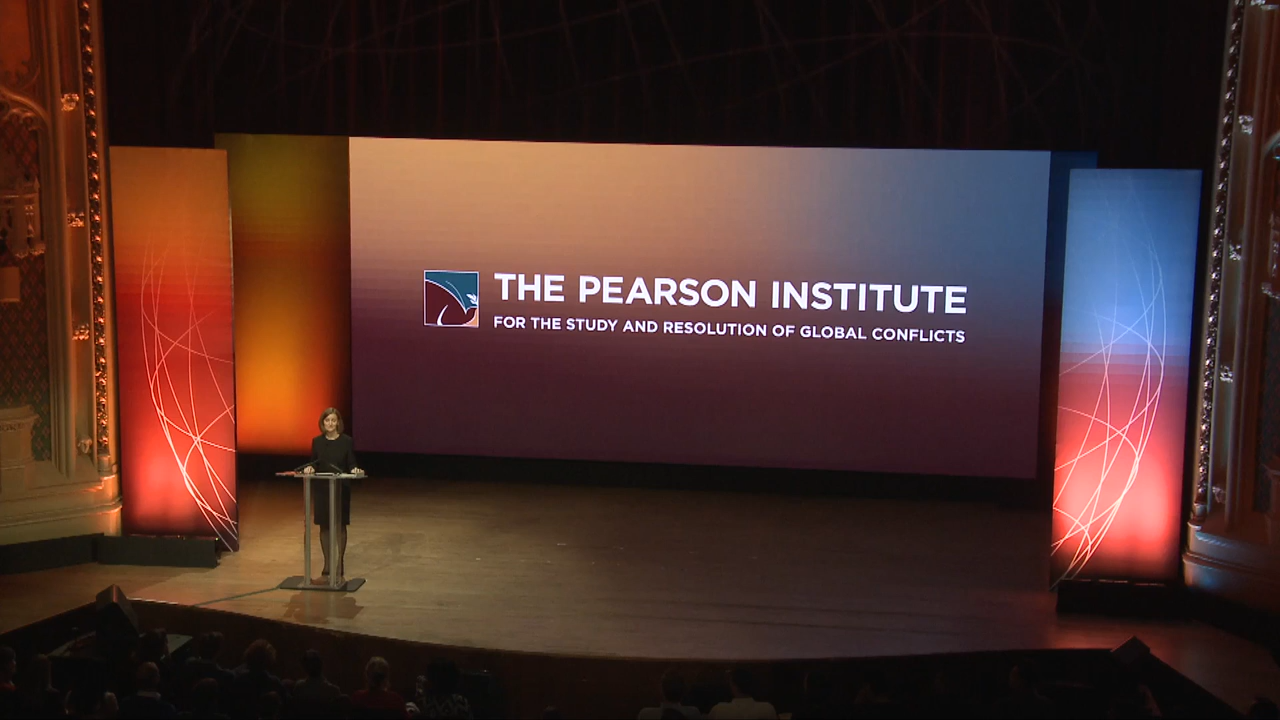 THE PEARSON INSTITUTE
FOR THE STUDY AND RESOLUTION OF GLOBAL CONFLICTS